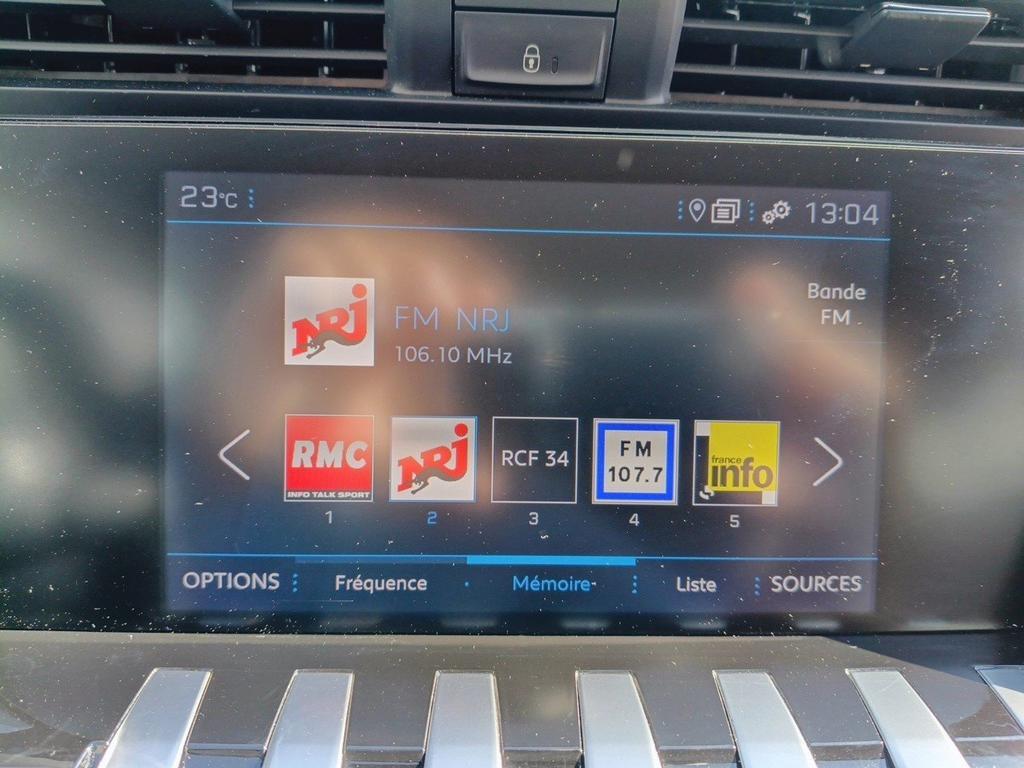 23°C
13:04
NRJ
FM NRJ
106.10 MHz
Bande
FM
RMC
INFO TALK SPORT
NRJ
RCF 34
FM
107.7
france
info
1
2
3
4
5
OPTIONS
Fréquence
Mémoire
Liste
SOURCES